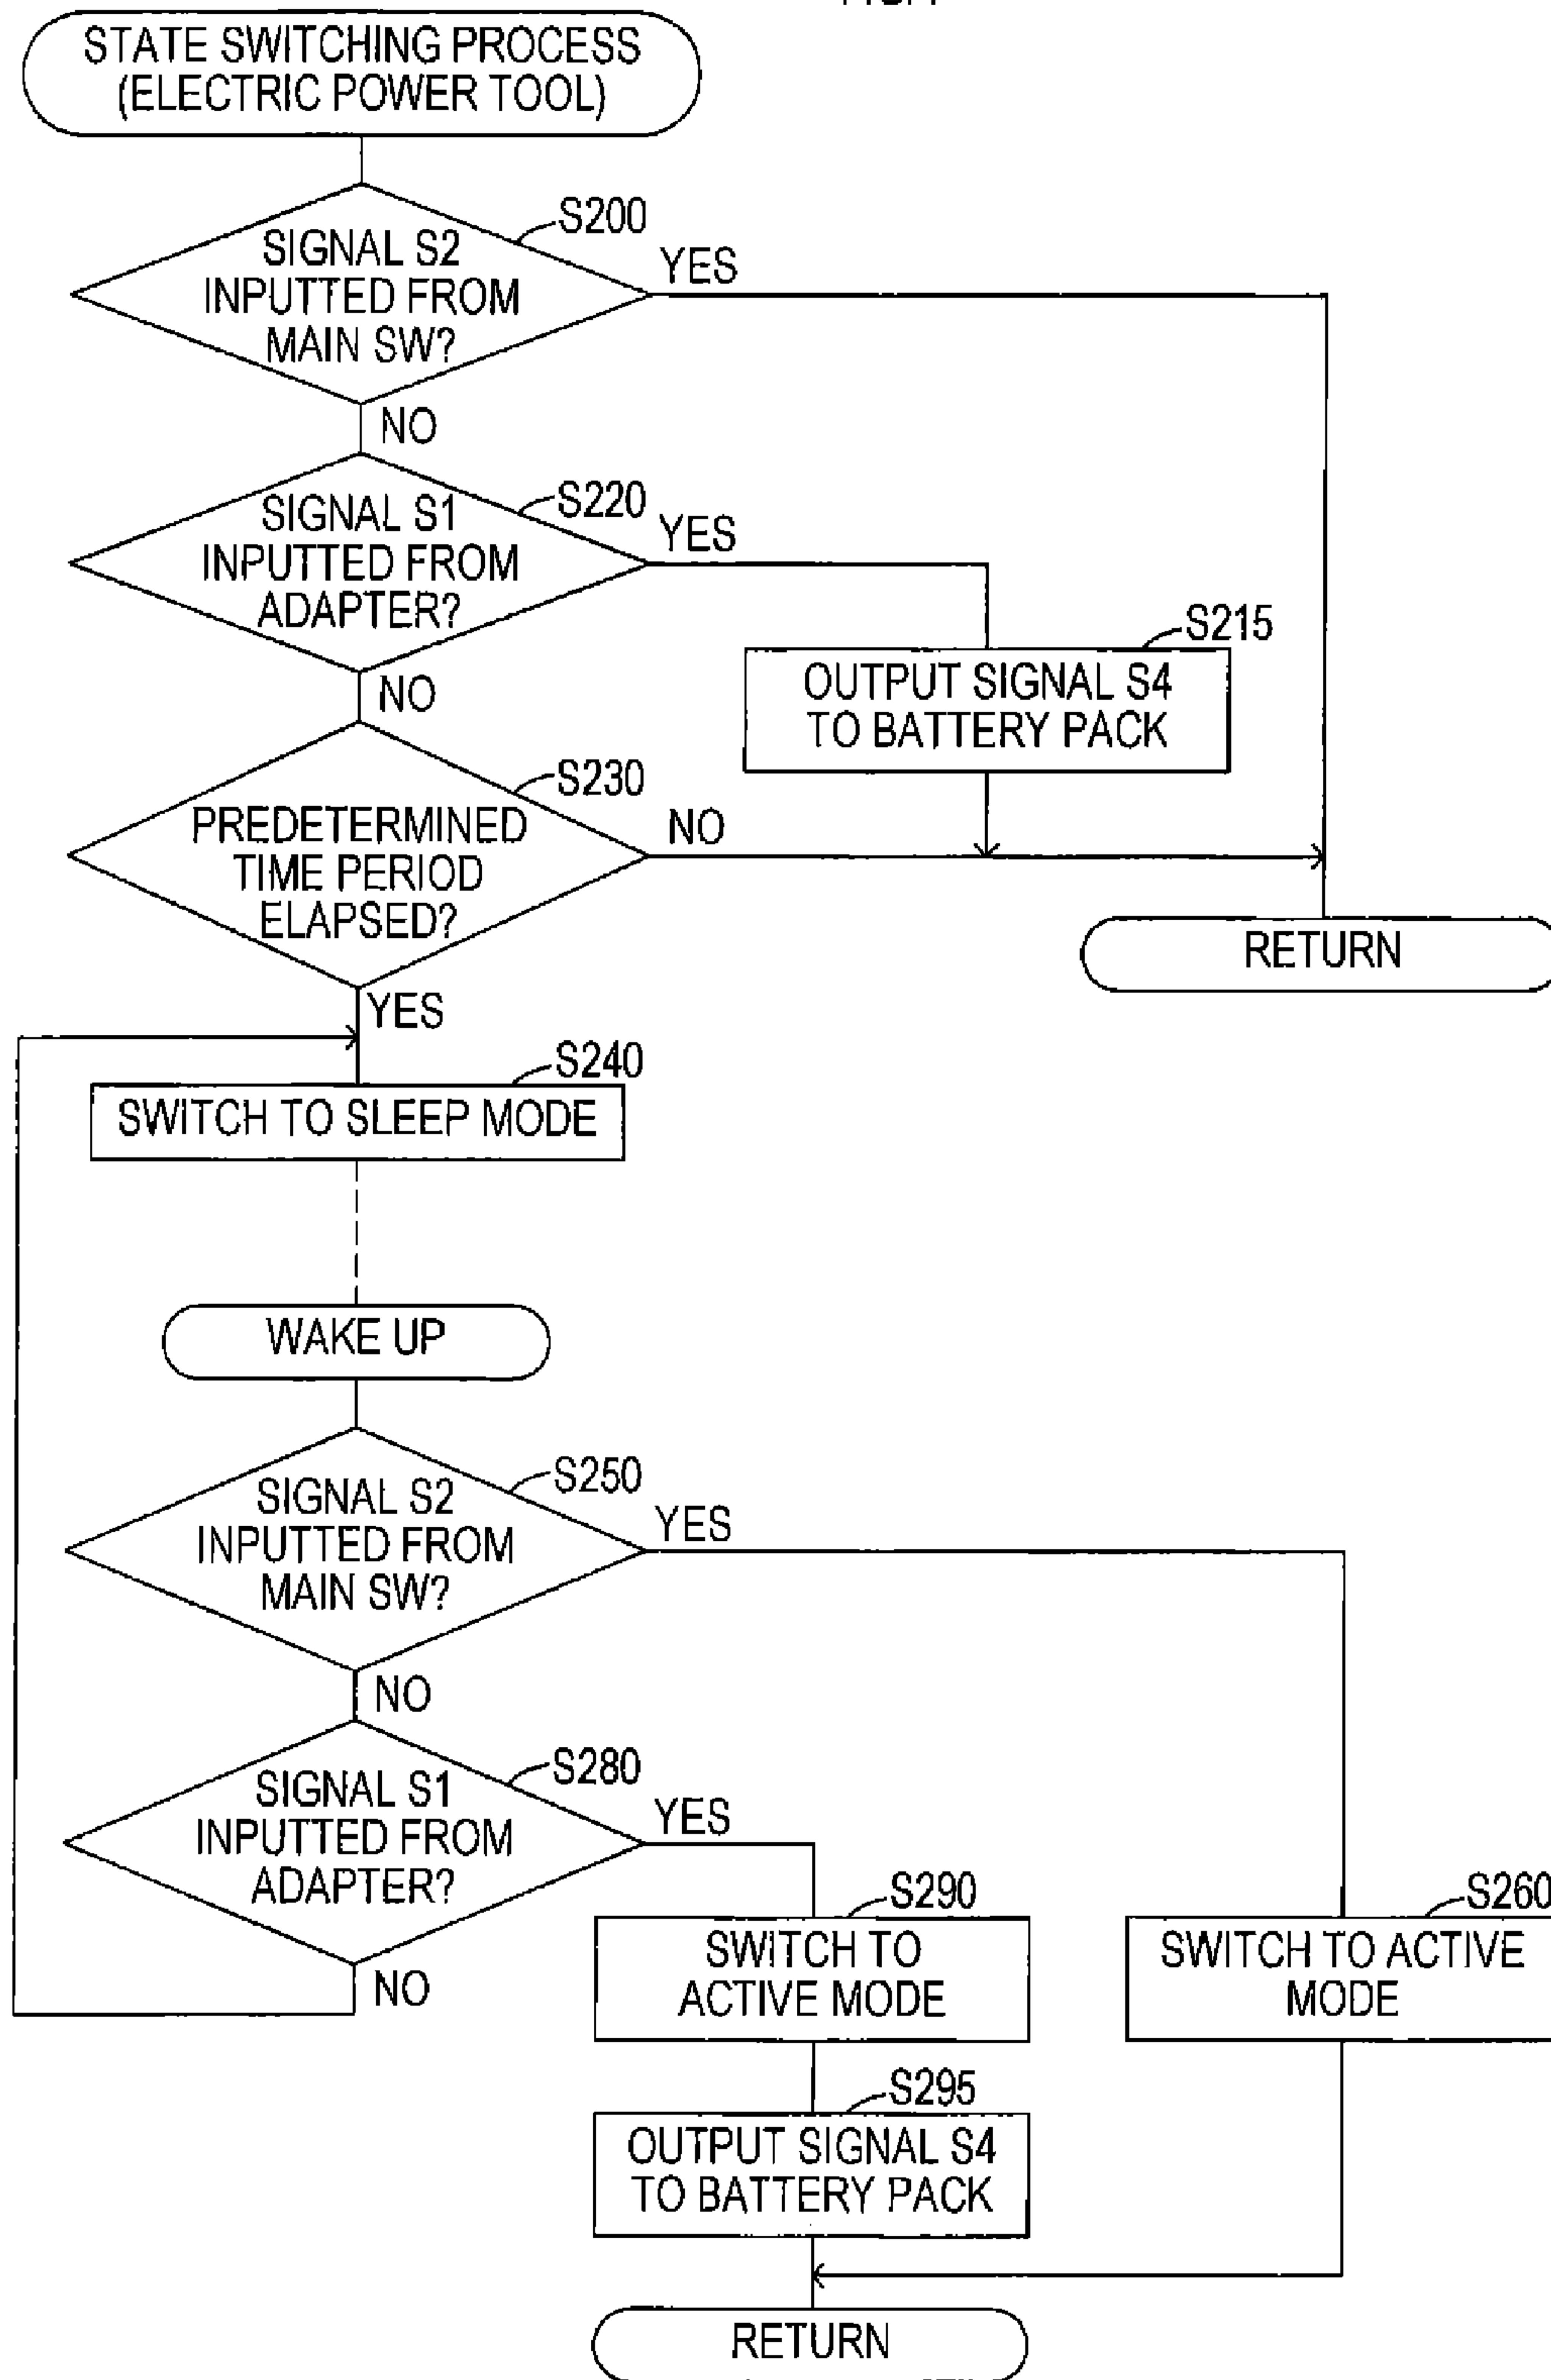 STATE SWITCHING PROCESS
(ELECTRIC POWER TOOL)
S200
SIGNAL S2
INPUTTED FROM
MAIN SW?
YES
NO
S220
SIGNAL S1
INPUTTED FROM
ADAPTER?
YES
S215
OUTPUT SIGNAL S4
TO BATTERY PACK
NO
S230
PREDETERMINED
TIME PERIOD
ELAPSED?
NO
RETURN
YES
S240
SWITCH TO SLEEP MODE
WAKE UP
S250
SIGNAL S2
INPUTTED FROM
MAIN SW?
YES
NO
S280
SIGNAL S1
INPUTTED FROM
ADAPTER?
YES
NO
S290
SWITCH TO
ACTIVE MODE
S260
SWITCH TO ACTIVE
MODE
S295
OUTPUT SIGNAL S4
TO BATTERY PACK
RETURN